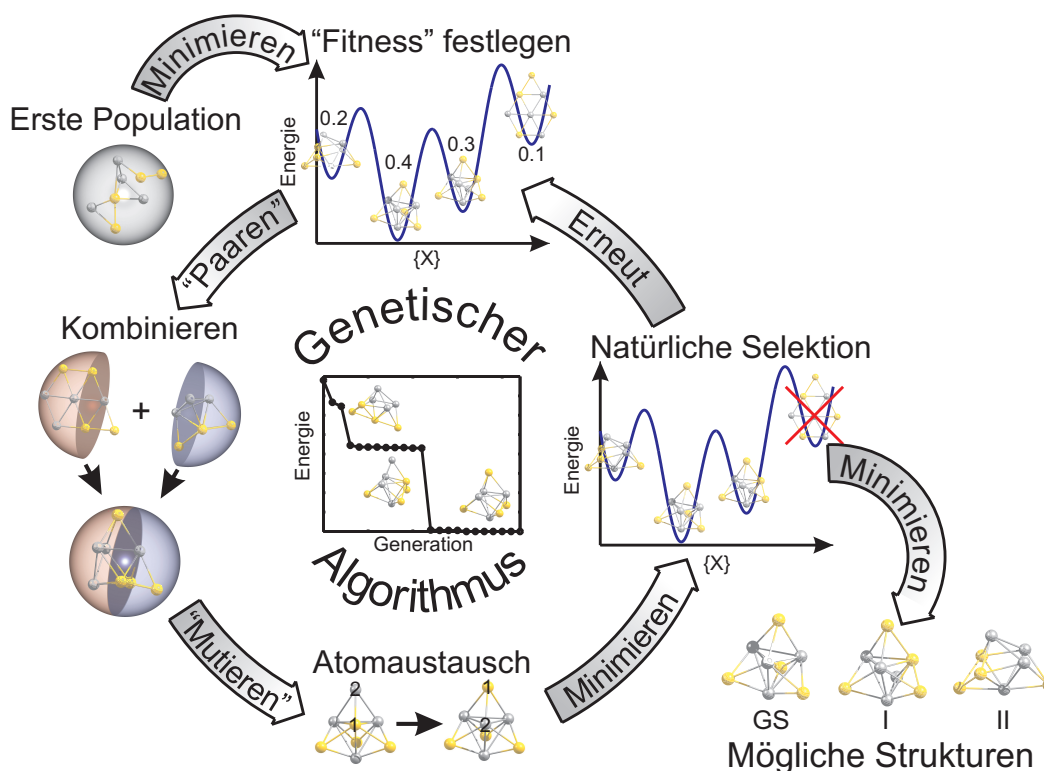 Minimieren
"Fitness" festlegen
Erste Population
Energie
0.2
0.4
0.3
0.1
{X}
"Paaren"
Erneut
Kombinieren
+
Genetischer
Energie
Generation
Algorithmus
Natürliche Selektion
Energie
{X}
Minimieren
"Mutieren"
Atomaustausch
2
1
1
2
Minimieren
GS
I
II
Mögliche Strukturen